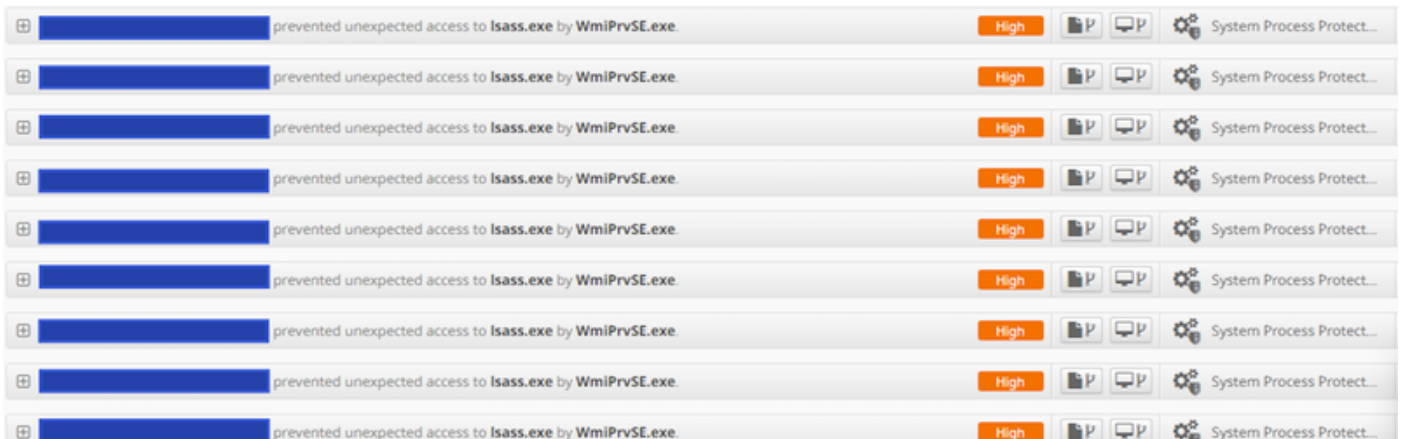 prevented unexpected access to lsass.exe by WmiPrvSE.exe. High System Process Protect...
prevented unexpected access to lsass.exe by WmiPrvSE.exe. High System Process Protect...
prevented unexpected access to lsass.exe by WmiPrvSE.exe. High System Process Protect...
prevented unexpected access to lsass.exe by WmiPrvSE.exe. High System Process Protect...
prevented unexpected access to lsass.exe by WmiPrvSE.exe. High System Process Protect...
prevented unexpected access to lsass.exe by WmiPrvSE.exe. High System Process Protect...
prevented unexpected access to lsass.exe by WmiPrvSE.exe. High System Process Protect...
prevented unexpected access to lsass.exe by WmiPrvSE.exe. High System Process Protect...
prevented unexpected access to lsass.exe by WmiPrvSE.exe. High System Process Protect...